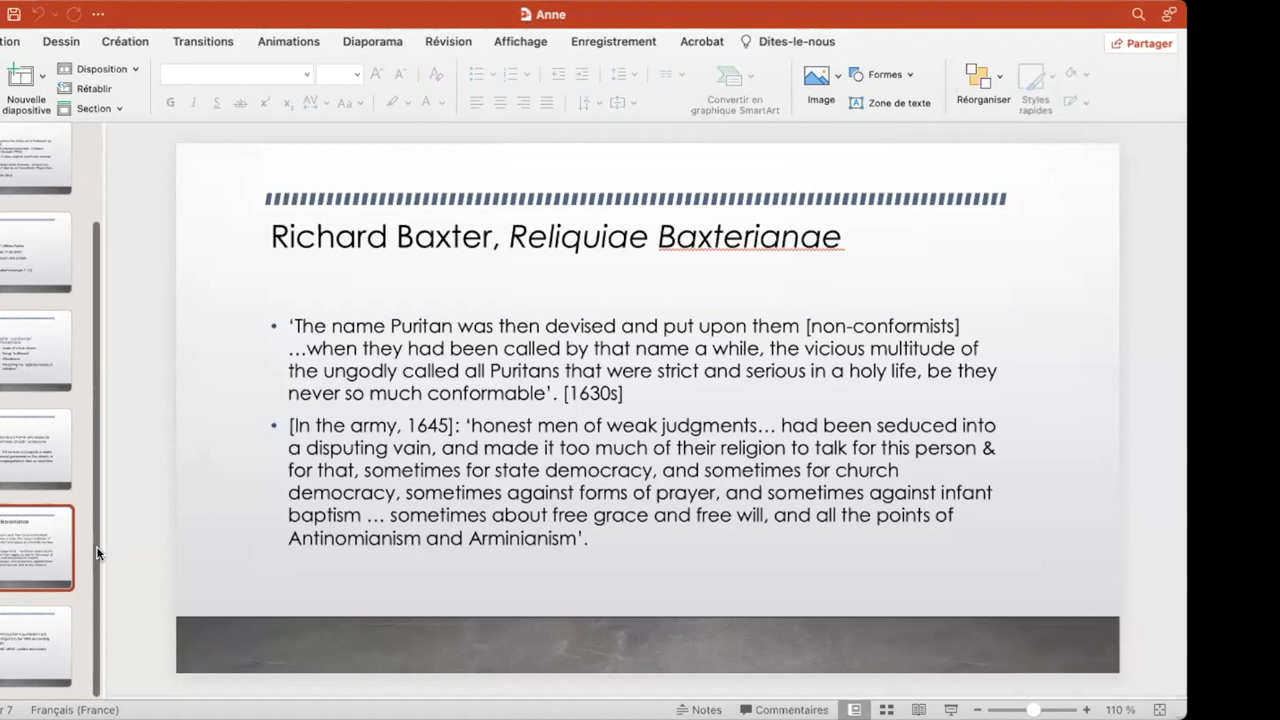 Anne
tion Dessin Création Transitions Animations Diaporama Révision Affichage Enregistrement Acrobat Dites-le-nous Partager
Nouvelle
diapositive
Disposition
Rétablir
Section
G I S ab x² x₂ AV Aa A
Convertir en
graphique SmartArt
Image
Formes
Zone de texte
Réorganiser
Styles
rapides
Richard Baxter, Reliquiae Baxterianae
• ‘The name Puritan was then devised and put upon them [non-conformists]
…when they had been called by that name a while, the vicious multitude of
the ungodly called all Puritans that were strict and serious in a holy life, be they
never so much conformable’. [1630s]
• [In the army, 1645]: ‘honest men of weak judgments… had been seduced into
a disputing vain, and made it too much of their religion to talk for this person &
for that, sometimes for state democracy, and sometimes for church
democracy, sometimes against forms of prayer, and sometimes against infant
baptism … sometimes about free grace and free will, and all the points of
Antinomianism and Arminianism’.
r 7 Français (France) Notes Commentaires 110 %